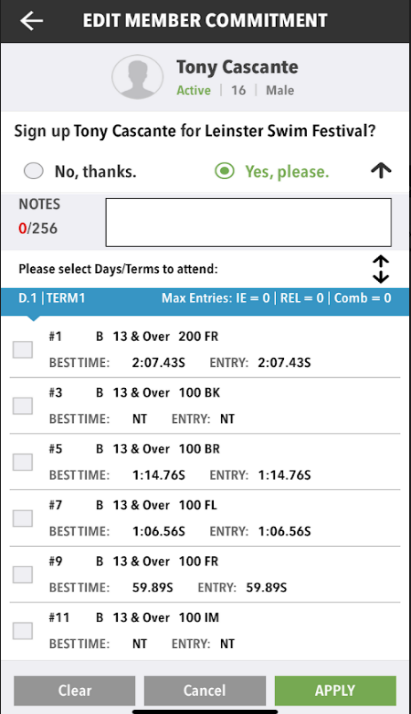 EDIT MEMBER COMMITMENT
Tony Cascante
Active | 16 | Male
Sign up Tony Cascante for Leinster Swim Festival?
No, thanks. Yes, please.
NOTES
0/256
Please select Days/Terms to attend:
D.1 | TERM1 Max Entries: IE = 0 | REL = 0 | Comb = 0
#1 B 13 & Over 200 FR
BEST TIME: 2:07.43S ENTRY: 2:07.43S
#3 B 13 & Over 100 BK
BEST TIME: NT ENTRY: NT
#5 B 13 & Over 100 BR
BEST TIME: 1:14.76S ENTRY: 1:14.76S
#7 B 13 & Over 100 FL
BEST TIME: 1:06.56S ENTRY: 1:06.56S
#9 B 13 & Over 100 FR
BEST TIME: 59.89S ENTRY: 59.89S
#11 B 13 & Over 100 IM
BEST TIME: NT ENTRY: NT
Clear Cancel APPLY